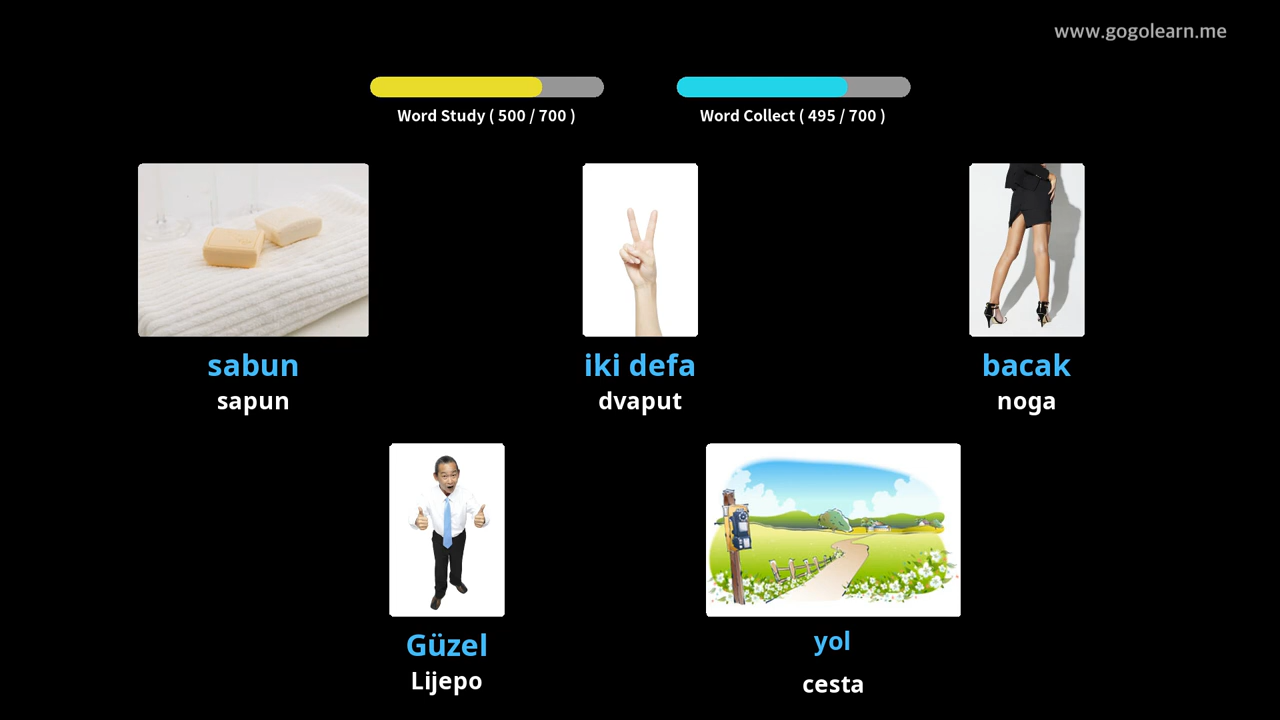 www.gogolearn.me
Word Study ( 500 / 700 )
Word Collect ( 495 / 700 )
sabun
sapun
iki defa
dvaput
bacak
noga
Güzel
Lijepo
yol
cesta